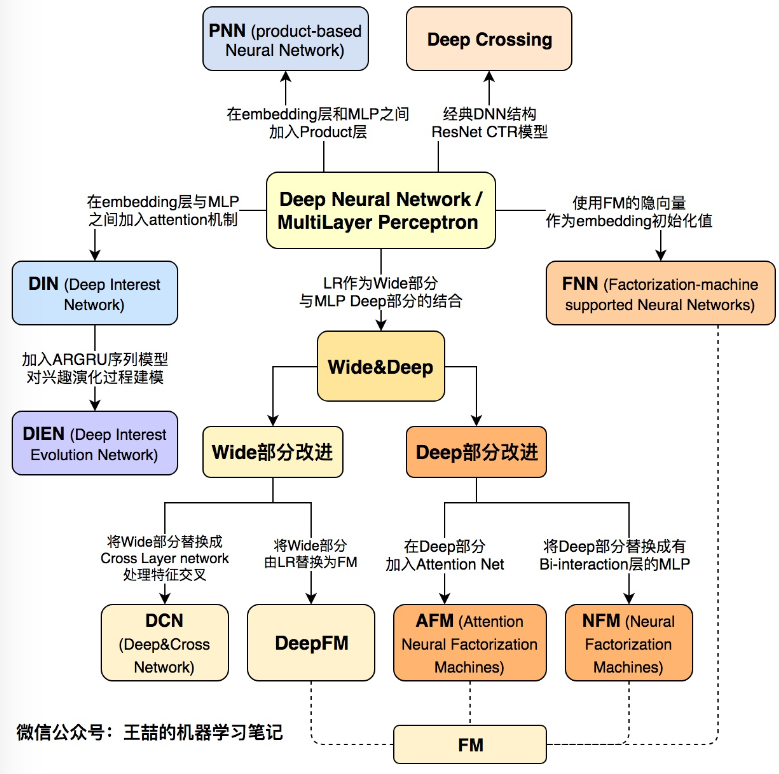 PNN (product-based
Neural Network)
Deep Crossing
在embedding层和MLP之间
加入Product层
经典DNN结构
ResNet CTR模型
在embedding层与MLP
之间加入attention机制
Deep Neural Network /
MultiLayer Perceptron
使用FM的隐向量
作为embedding初始化值
DIN (Deep Interest
Network)
LR作为Wide部分
与MLP Deep部分的结合
FNN (Factorization-machine
supported Neural Networks)
加入ARGRU序列模型
对兴趣演化过程建模
Wide&Deep
DIEN (Deep Interest
Evolution Network)
Wide部分改进
Deep部分改进
将Wide部分替换成
Cross Layer network
处理特征交叉
将Wide部分
由LR替换为FM
在Deep部分
加入Attention Net
将Deep部分替换成有
Bi-interaction层的MLP
DCN
(Deep&Cross
Network)
DeepFM
AFM (Attention
Neural Factorization
Machines)
NFM (Neural
Factorization
Machines)
微信公众号：王喆的机器学习笔记
FM